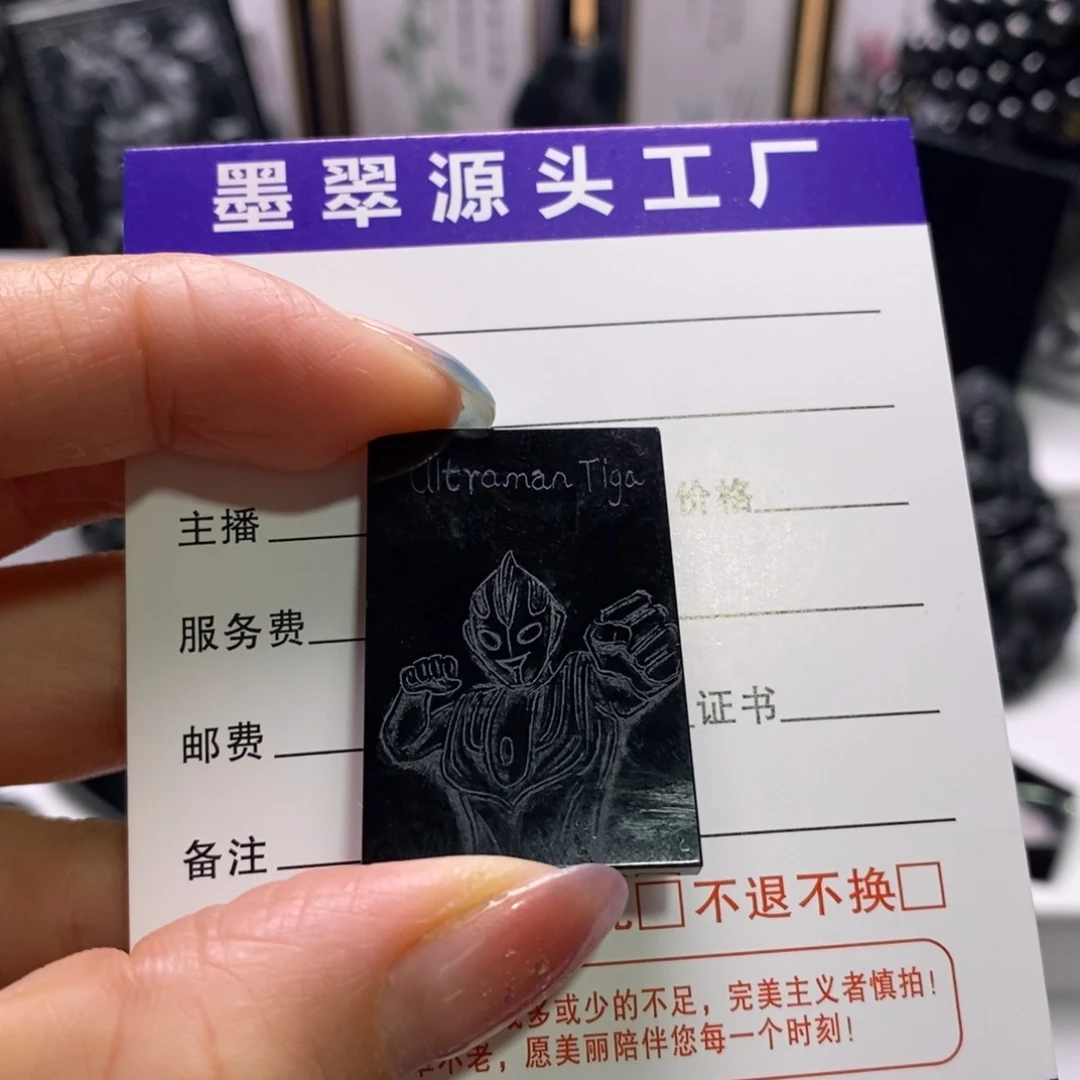 墨翠源头工厂
Ultraman Tiga
价格
主播
服务费
证书
邮费
备注
不退不换
多或少的不足，完美主义者慎拍！
不老，愿美丽陪伴您每一个时刻！